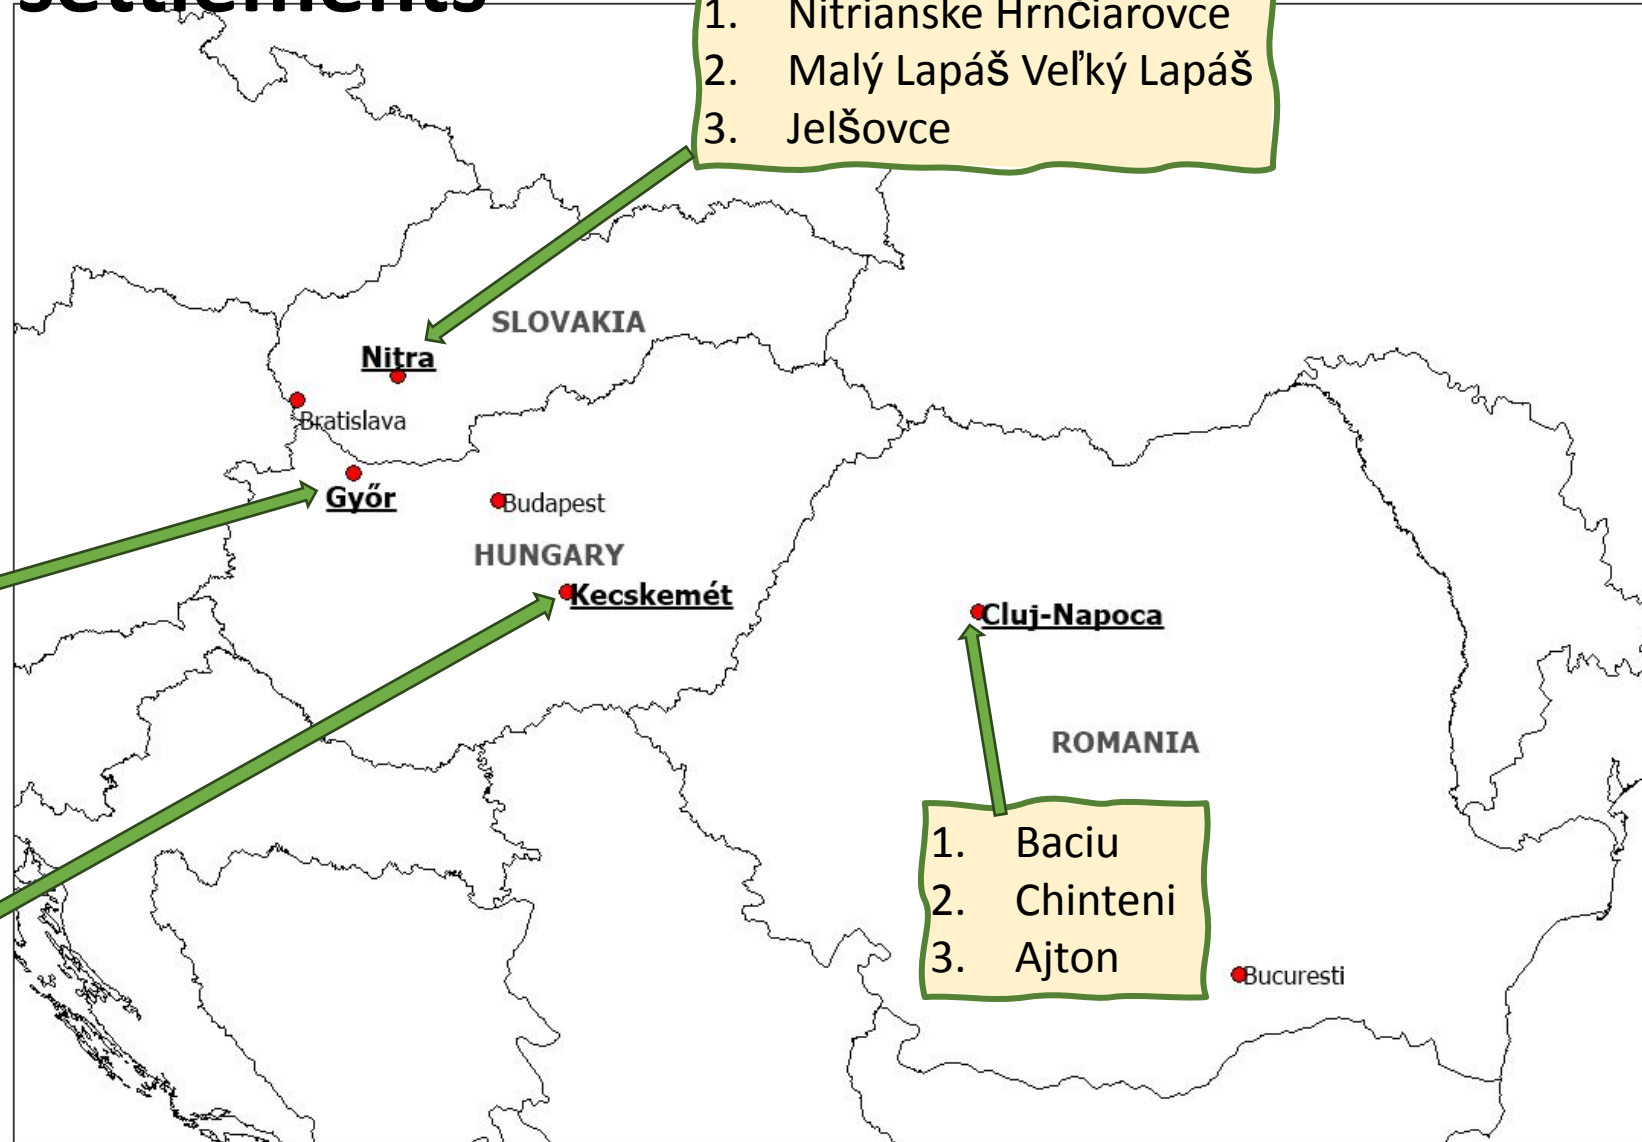 settlements
1. Nitrianske Hrnčiarovce
2. Malý Lapáš Veľký Lapáš
3. Jelšovce
SLOVAKIA
Nitra
Bratislava
Győr
Budapest
HUNGARY
Kecskemét
Cluj-Napoca
ROMANIA
1. Baciu
2. Chinteni
3. Ajton
Bucuresti